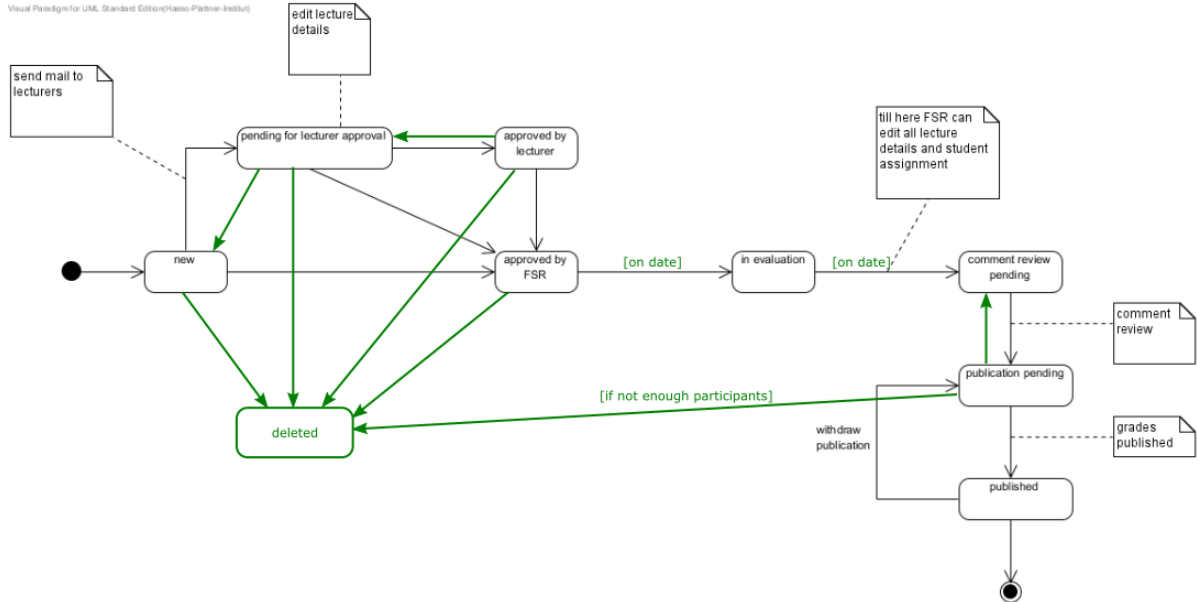 Visual Paradigm for UML Standard Edition(Hasso-Plattner-Institut)
edit lecture
details
send mail to
lecturers
pending for lecturer approval
approved by
lecturer
till here FSR can
edit all lecture
details and student
assignment
new
approved by
FSR
[on date]
in evaluation
[on date]
comment review
pending
comment
review
publication pending
[if not enough participants]
deleted
withdraw
publication
grades
published
published